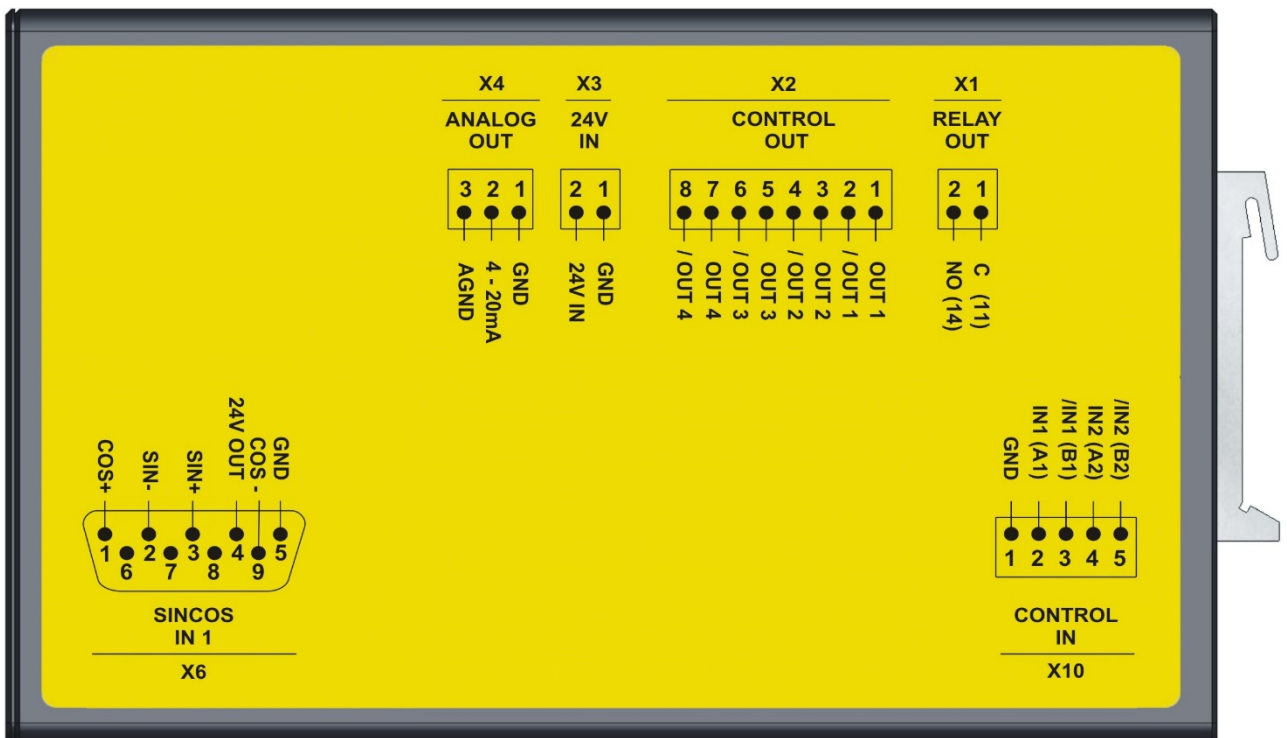 X4
ANALOG
OUT
3 2 1
AGND
4 - 20mA
GND
X3
24V
IN
2 1
24V IN
GND
X2
CONTROL
OUT
8 7 6 5 4 3 2 1
/ OUT 4
OUT 4
/ OUT 3
OUT 3
/ OUT 2
OUT 2
/ OUT 1
OUT 1
X1
RELAY
OUT
2 1
NO (14)
C (11)
COS+
SIN-
SIN+
24V OUT
COS -
GND
1 2 3 4 5
6 7 8 9
SINCOS
IN 1
X6
GND
IN1 (A1)
/IN1 (B1)
IN2 (A2)
/IN2 (B2)
1 2 3 4 5
CONTROL
IN
X10